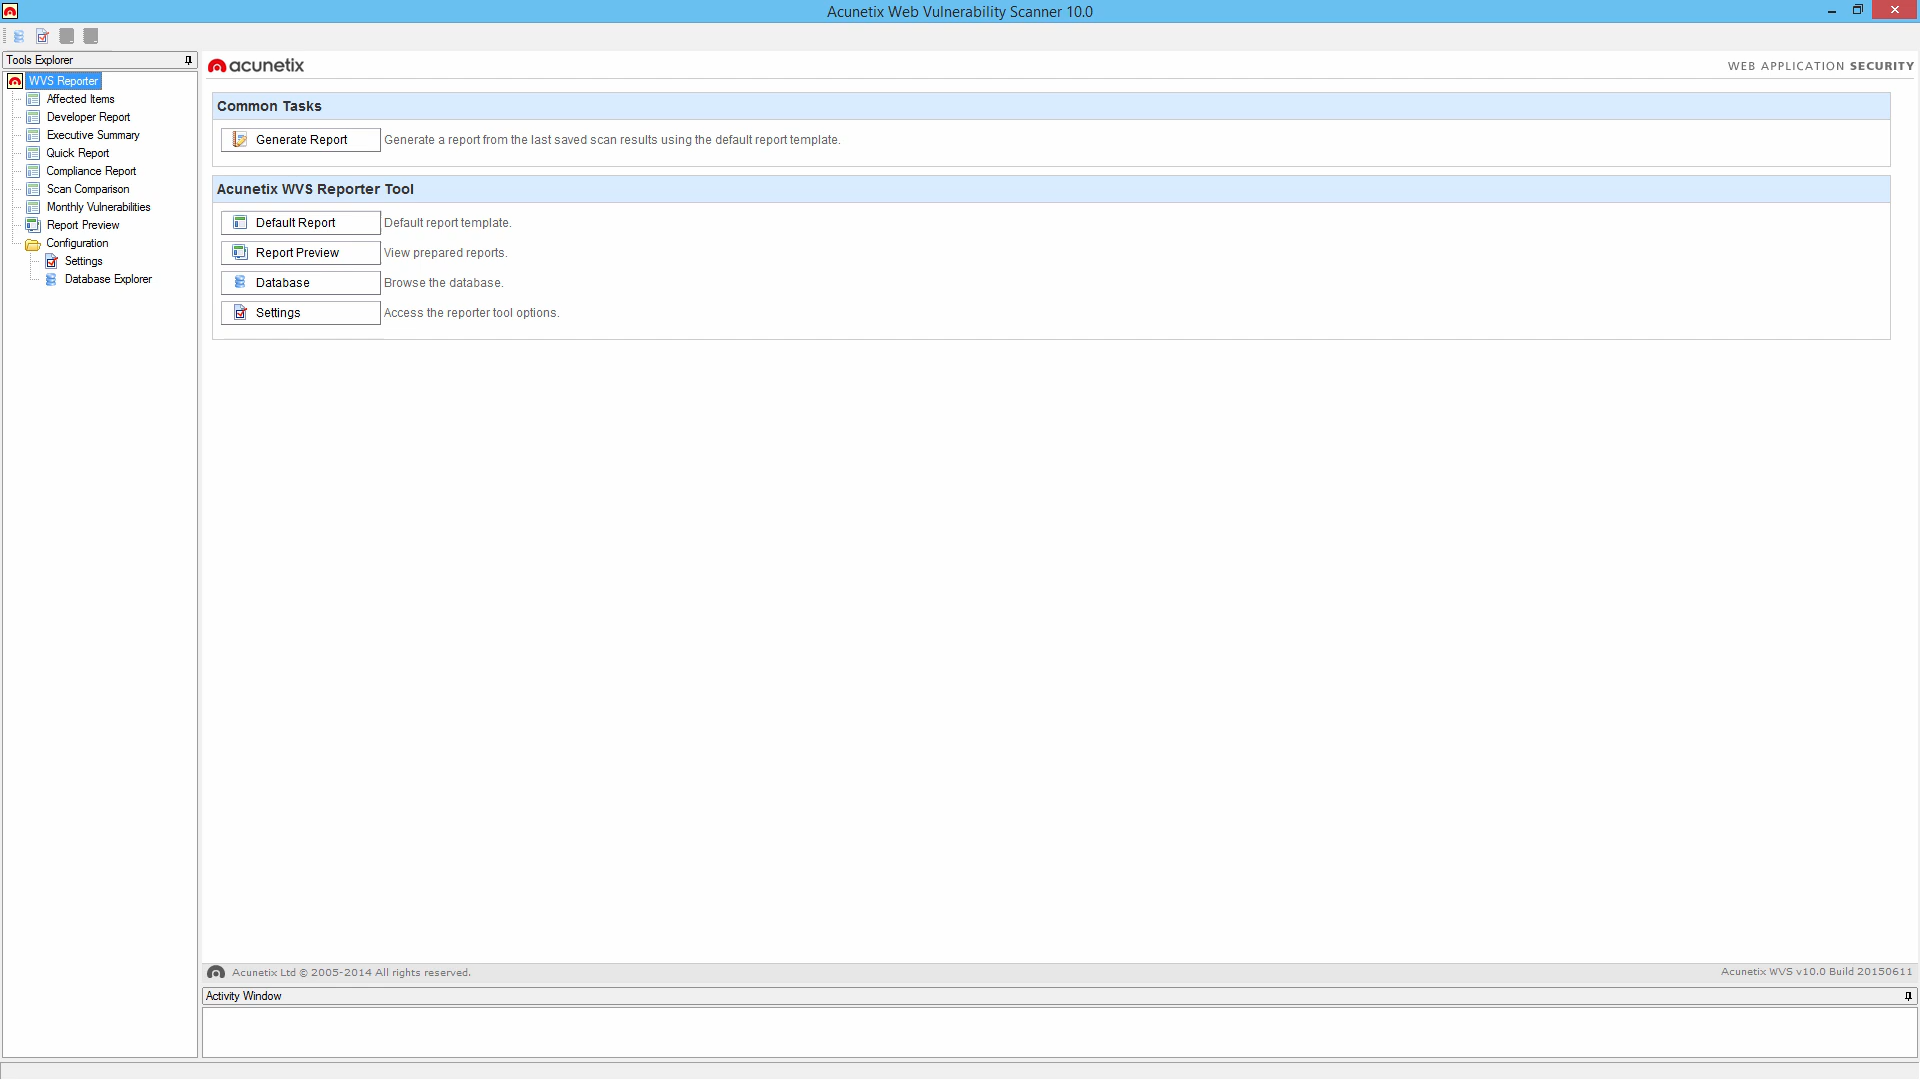 Acunetix Web Vulnerability Scanner 10.0
Tools Explorer
WVS Reporter
Affected Items
Developer Report
Executive Summary
Quick Report
Compliance Report
Scan Comparison
Monthly Vulnerabilities
Report Preview
Configuration
Settings
Database Explorer
acunetix
WEB APPLICATION SECURITY
Common Tasks
Generate Report Generate a report from the last saved scan results using the default report template.
Acunetix WVS Reporter Tool
Default Report Default report template.
Report Preview View prepared reports.
Database Browse the database.
Settings Access the reporter tool options.
Acunetix Ltd © 2005-2014 All rights reserved.
Acunetix WVS v10.0 Build 20150611
Activity Window